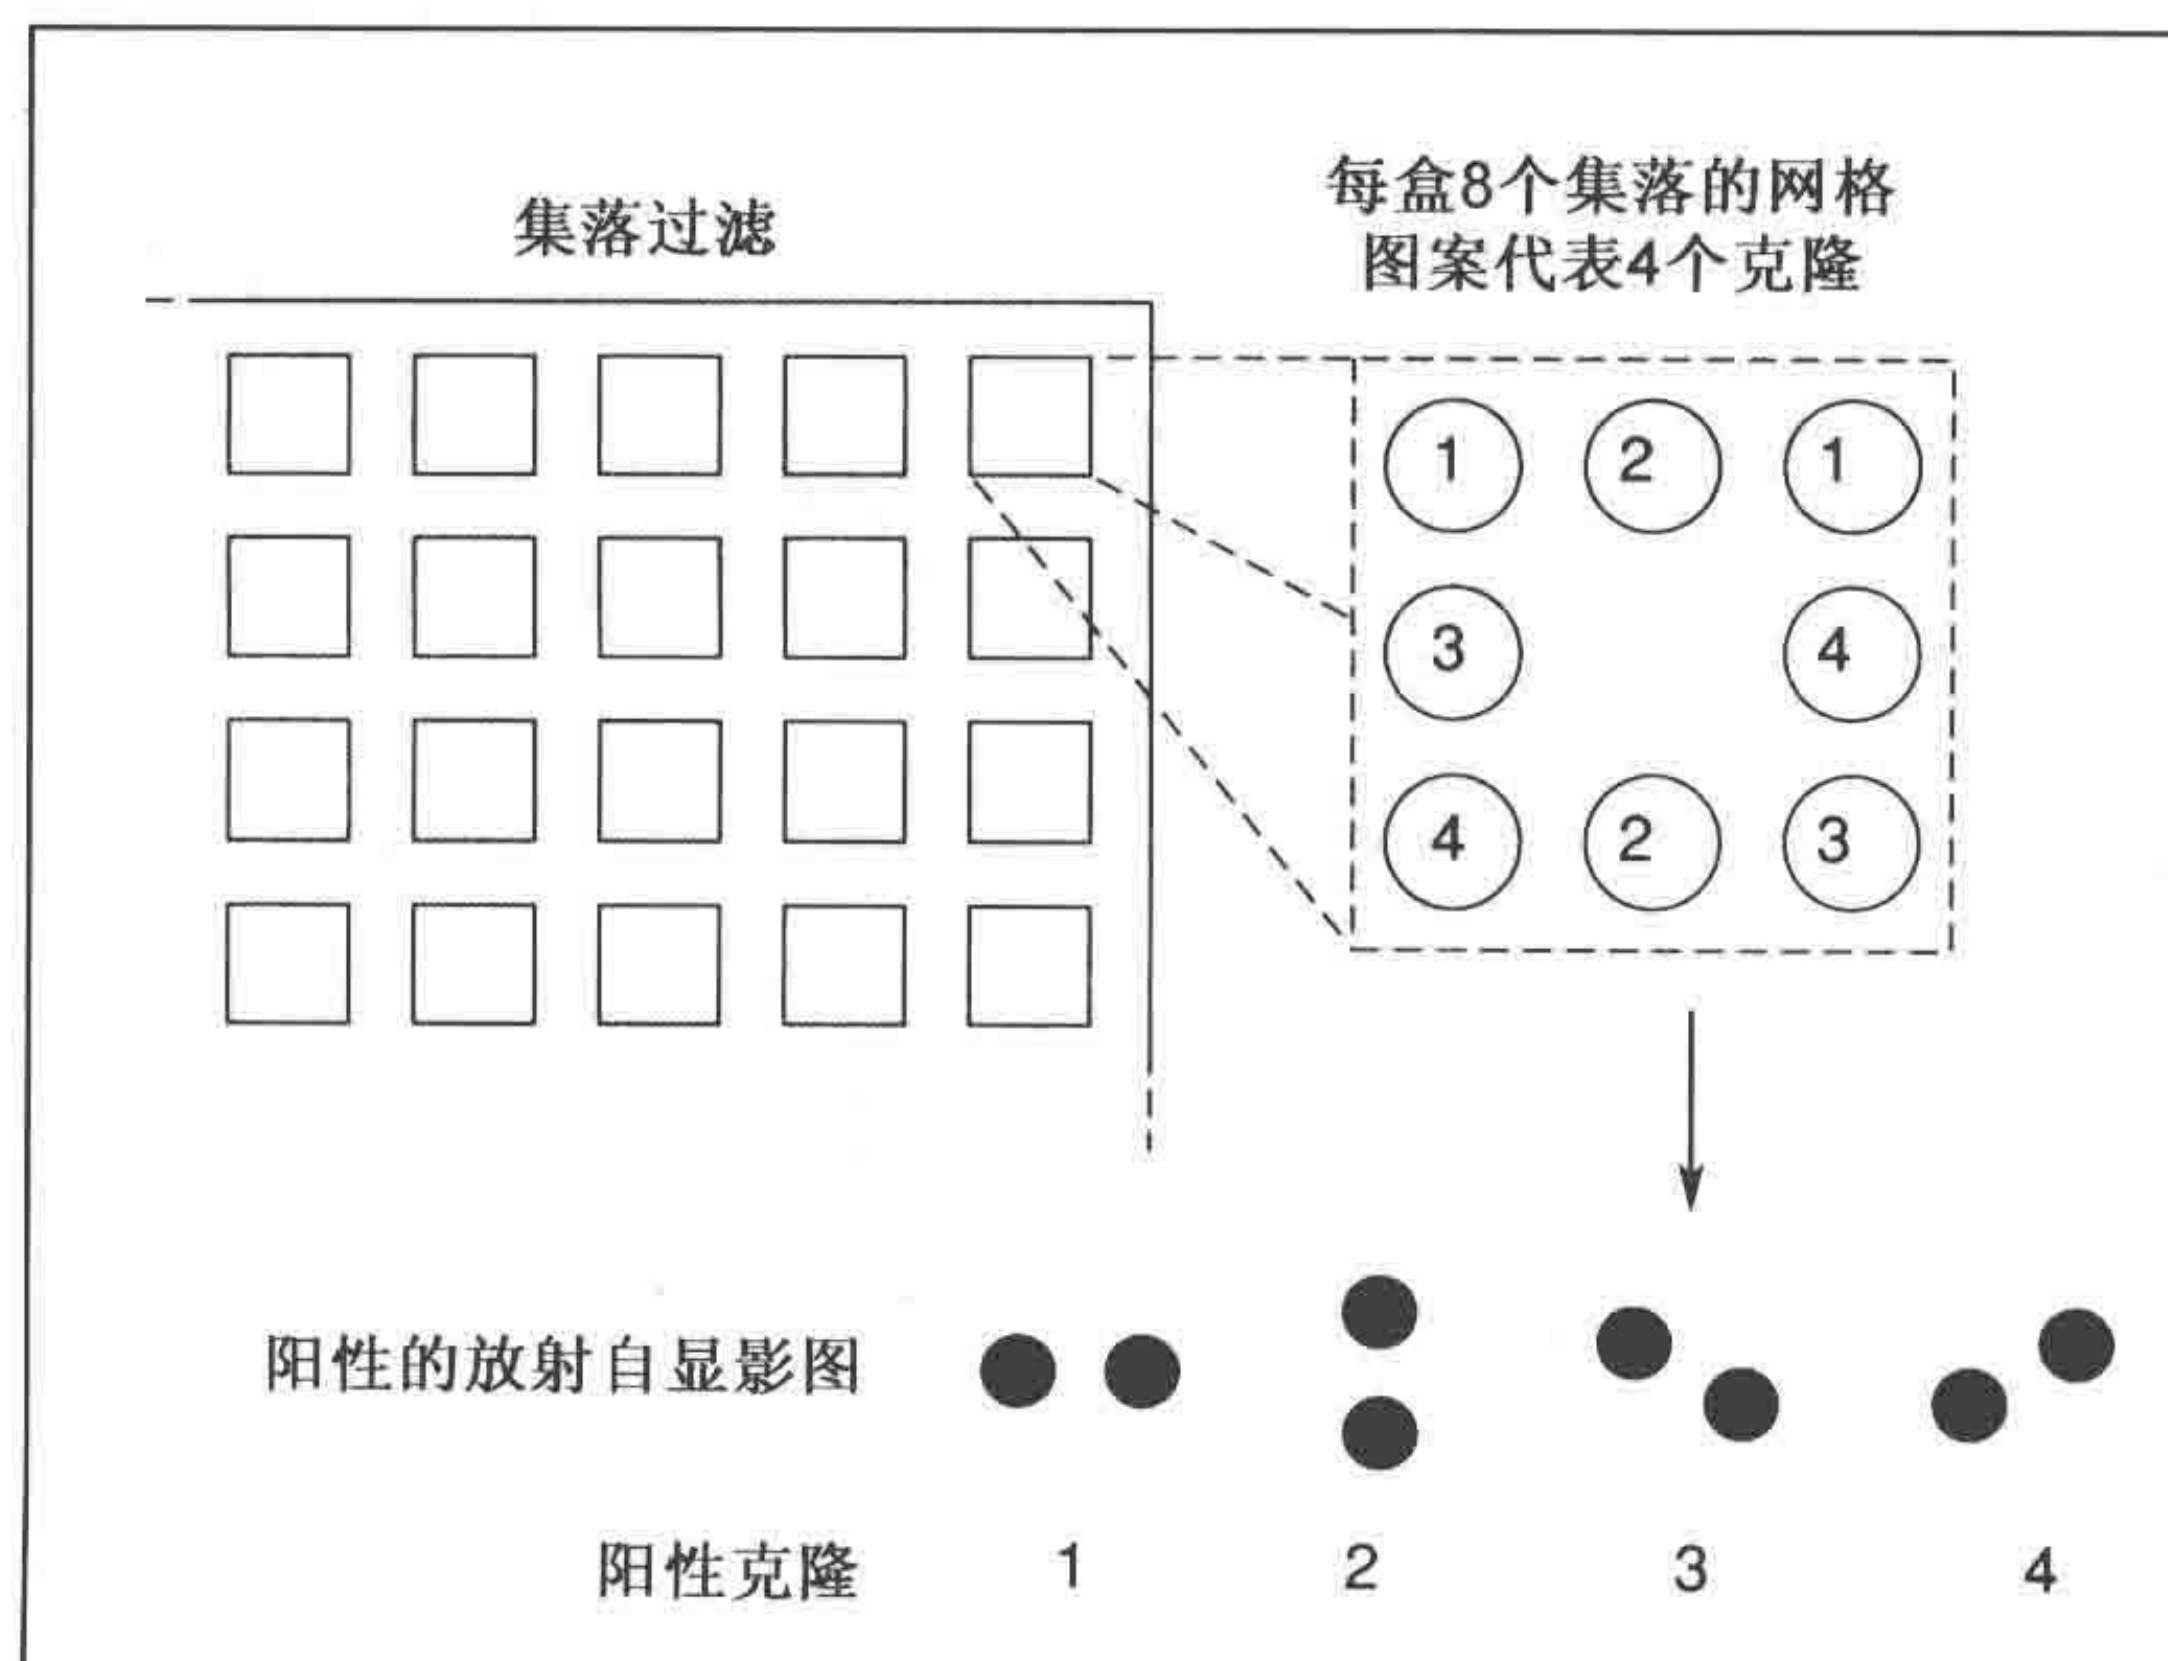 集落过滤
每盒8个集落的网格
图案代表4个克隆
1 2 1
3 4
4 2 3
阳性的放射自显影图
阳性克隆 1 2 3 4